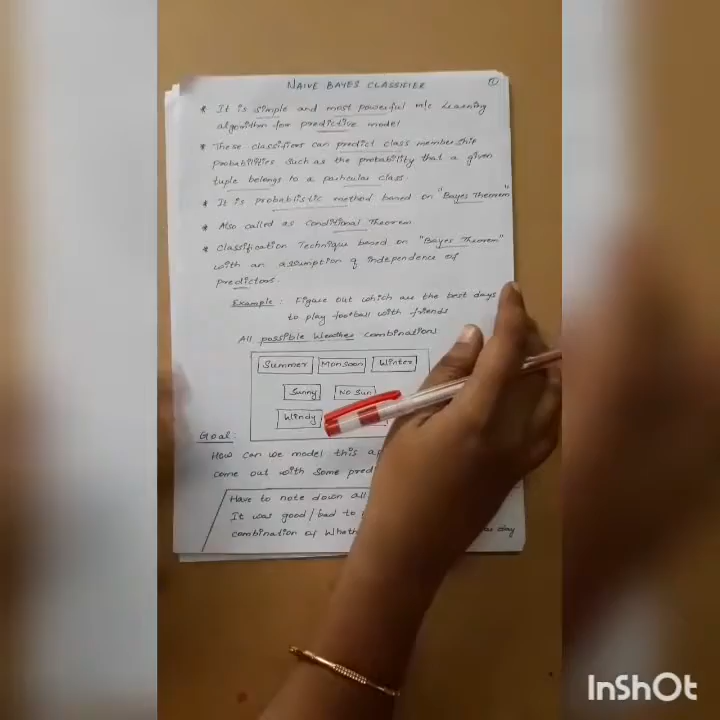 NAIVE BAYES CLASSIFIER ①
* It is simple and most powerful m/c Learning
algorithm for predictive model
* These classifiers can predict class membership
probabilities such as the probability that a given
tuple belongs to a particular class.
* It is probablistic method based on "Bayes Theorem"
* Also called as Conditional Theorem
* Classification Technique based on "Bayes Theorem"
with an assumption of independence of
predictors.
Example: Figure out which are the best days
to play football with friends
All possible Weather combinations
Summer Monsoon Winter
Sunny No Sun
Windy
Goal:
How can we model this
come out with some
Have to note down all
It was good/bad to
combination of day
InShOt